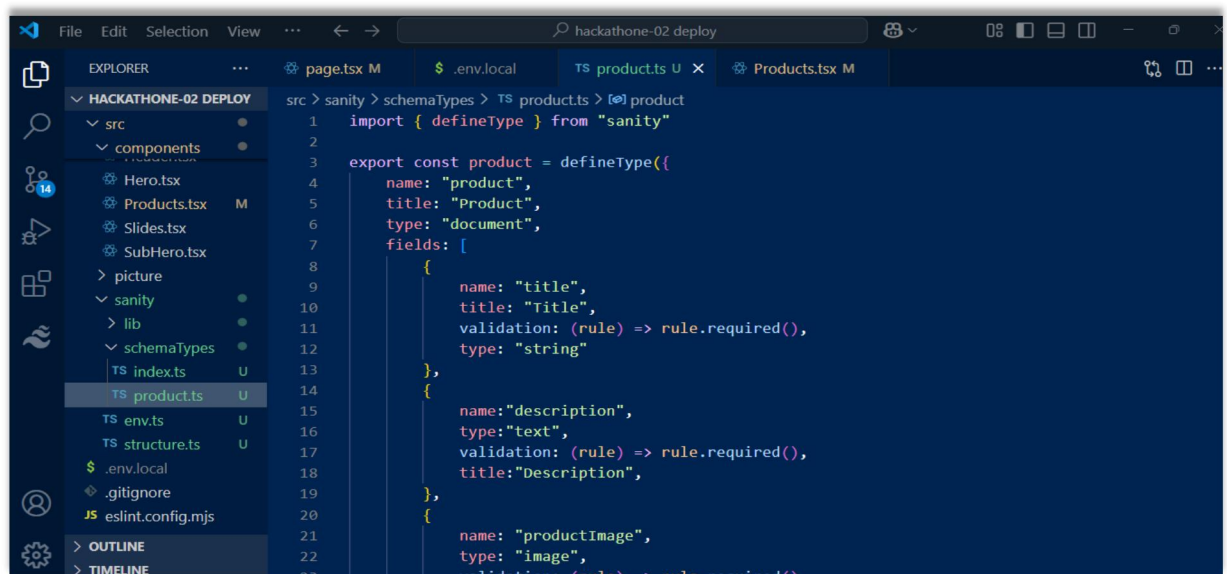 File Edit Selection View ··· hackathone-02 deploy
EXPLORER ···
page.tsx M $ .env.local TS product.ts U × Products.tsx M ···
HACKATHONE-02 DEPLOY
src
components
Hero.tsx
Products.tsx M
Slides.tsx
SubHero.tsx
picture
sanity
lib
schemaTypes
TS index.ts U
TS product.ts U
TS env.ts U
TS structure.ts U
$ .env.local
.gitignore
JS eslint.config.mjs
OUTLINE
TIMELINE
14
src > sanity > schemaTypes > TS product.ts > product
1 import { defineType } from "sanity"
2
3 export const product = defineType({
4 name: "product",
5 title: "Product",
6 type: "document",
7 fields: [
8 {
9 name: "title",
10 title: "Title",
11 validation: (rule) => rule.required(),
12 type: "string"
13 },
14 {
15 name:"description",
16 type:"text",
17 validation: (rule) => rule.required(),
18 title:"Description",
19 },
20 {
21 name: "productImage",
22 type: "image",